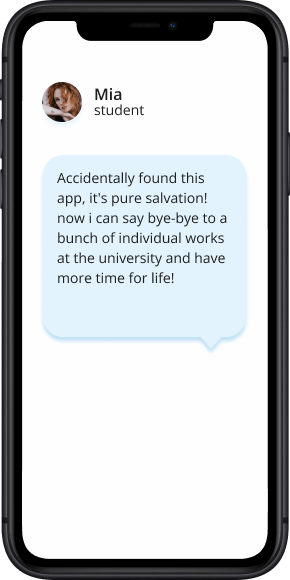 Mia
student
Accidentally found this
app, it's pure salvation!
now i can say bye-bye to a
bunch of individual works
at the university and have
more time for life!